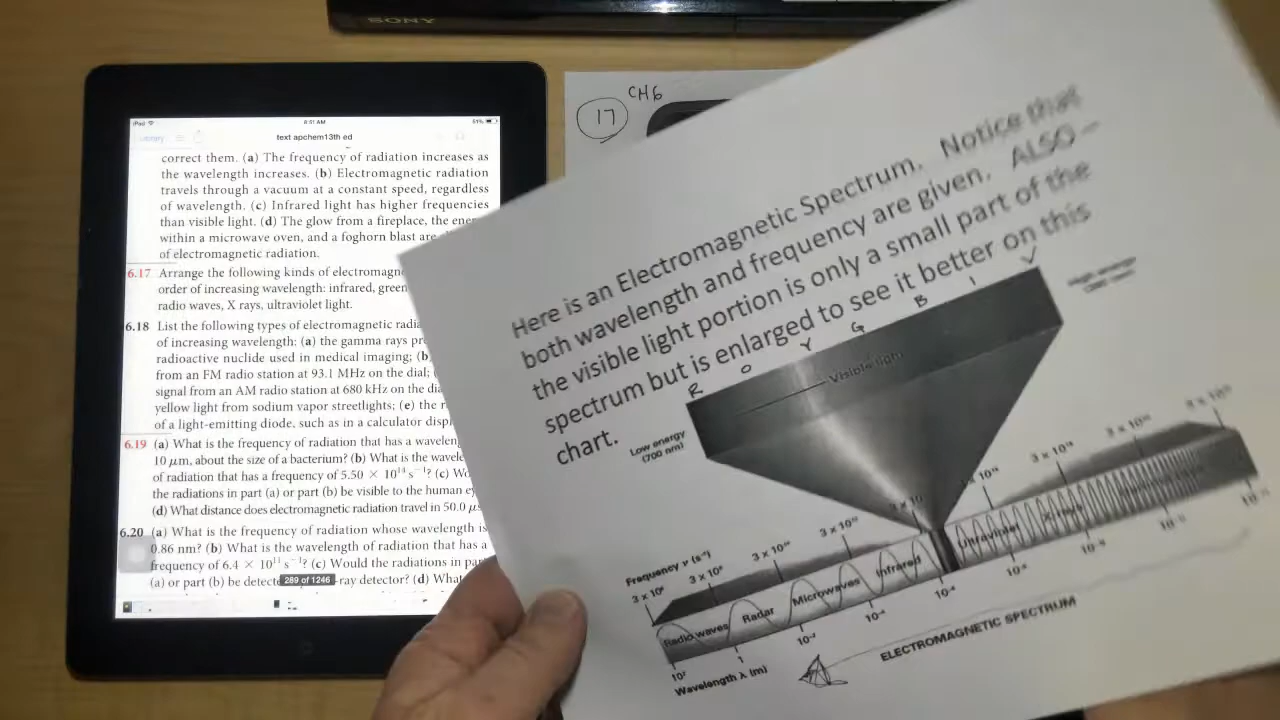 SONY
iPad
8:51 AM
51%
Library
text apchem13th ed
correct them. (a) The frequency of radiation increases as
the wavelength increases. (b) Electromagnetic radiation
travels through a vacuum at a constant speed, regardless
of wavelength. (c) Infrared light has higher frequencies
than visible light. (d) The glow from a fireplace, the ener
within a microwave oven, and a foghorn blast are
of electromagnetic radiation.
6.17 Arrange the following kinds of electromagne
order of increasing wavelength: infrared, green
radio waves, X rays, ultraviolet light.
6.18 List the following types of electromagnetic radia
of increasing wavelength: (a) the gamma rays pr
radioactive nuclide used in medical imaging; (b)
from an FM radio station at 93.1 MHz on the dial; (
signal from an AM radio station at 680 kHz on the dia
yellow light from sodium vapor streetlights; (e) the r
of a light-emitting diode, such as in a calculator disp
6.19 (a) What is the frequency of radiation that has a waveleng
10 μm, about the size of a bacterium? (b) What is the wavele
of radiation that has a frequency of 5.50 × 10¹⁴ s⁻¹? (c) Wo
the radiations in part (a) or part (b) be visible to the human ey
(d) What distance does electromagnetic radiation travel in 50.0 μs
6.20 (a) What is the frequency of radiation whose wavelength is
0.86 nm? (b) What is the wavelength of radiation that has a
frequency of 6.4 × 10¹¹ s⁻¹? (c) Would the radiations in par
(a) or part (b) be detecte -ray detector? (d) What
289 of 1246
17
CH6
Here is an Electromagnetic Spectrum. Notice that
both wavelength and frequency are given. ALSO –
the visible light portion is only a small part of the
spectrum but is enlarged to see it better on this
chart.
R O Y G B I V
Visible light
Low energy
(700 nm)
High energy
Frequency ν (s⁻¹)
Radio waves
Radar
Microwaves
Infrared
Ultraviolet
X-rays
Wavelength λ (m)
ELECTROMAGNETIC SPECTRUM